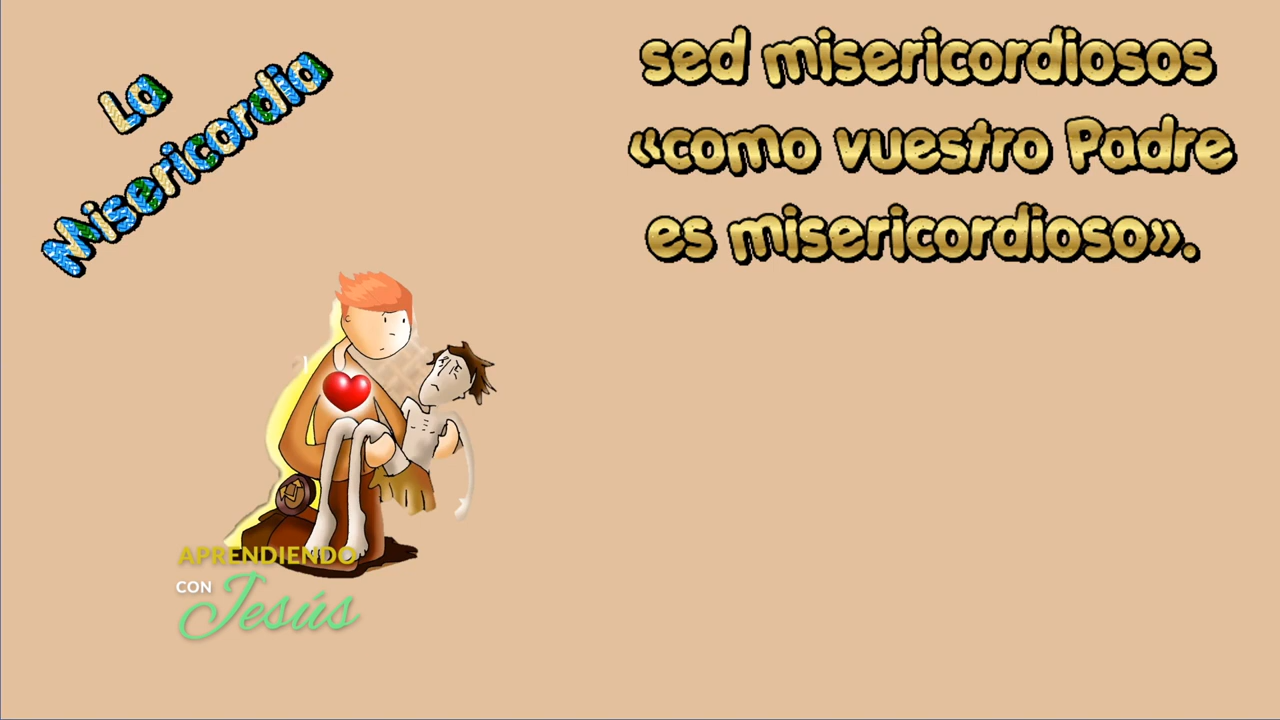 La
Misericordia
sed misericordiosos
«como vuestro Padre
es misericordioso».
APRENDIENDO
CON
Jesús